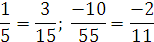 1/5 = 3/15; -10/55 = -2/11